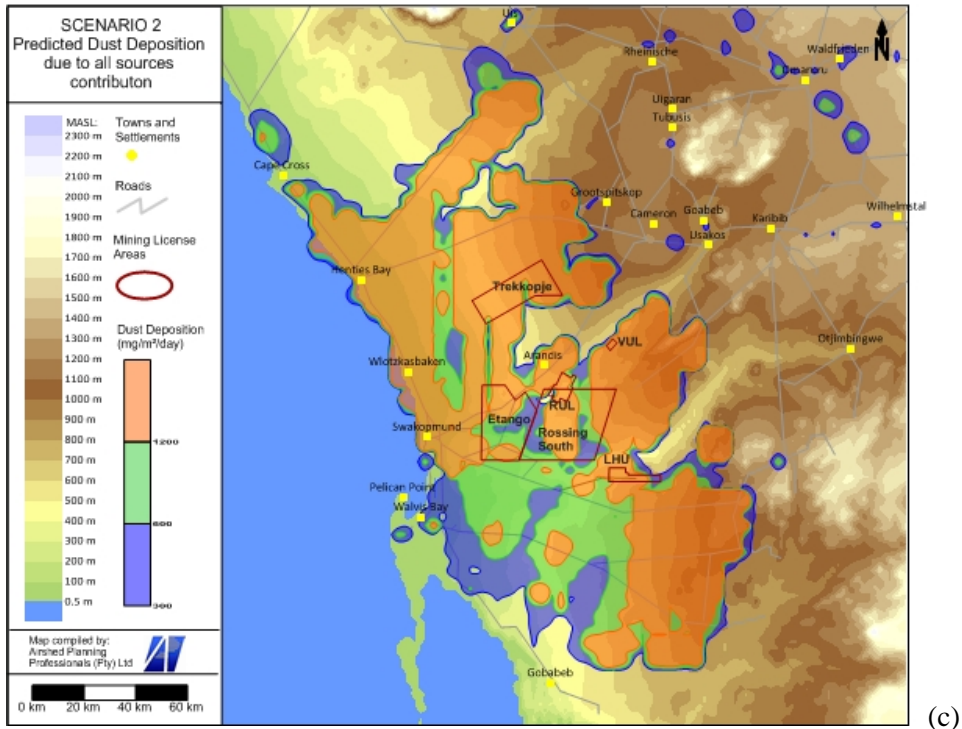 SCENARIO 2
Predicted Dust Deposition
due to all sources
contributon
MASL:
2300 m
2200 m
2100 m
2000 m
1900 m
1800 m
1700 m
1600 m
1500 m
1400 m
1300 m
1200 m
1100 m
1000 m
900 m
800 m
700 m
600 m
500 m
400 m
300 m
200 m
100 m
0.5 m
Towns and
Settlements
Roads
Mining License
Areas
Dust Deposition
(mg/m²/day)
1200
600
300
Map compiled by:
Airshed Planning
Professionals (Pty) Ltd
0 km 20 km 40 km 60 km
N
Uis
Rheinische
Waldfrieden
Omaruru
Uigaran
Tubusis
Cape Cross
Grootspitskop
Cameron
Goabeb
Usakos
Karibib
Wilhelmstal
Henties Bay
Trekkopje
Otjimbingwe
VUL
Arandis
Wlotzkasbaken
RUL
Etango
Rossing
South
Swakopmund
LHU
Pelican Point
Walvis Bay
Gobabeb
(c)